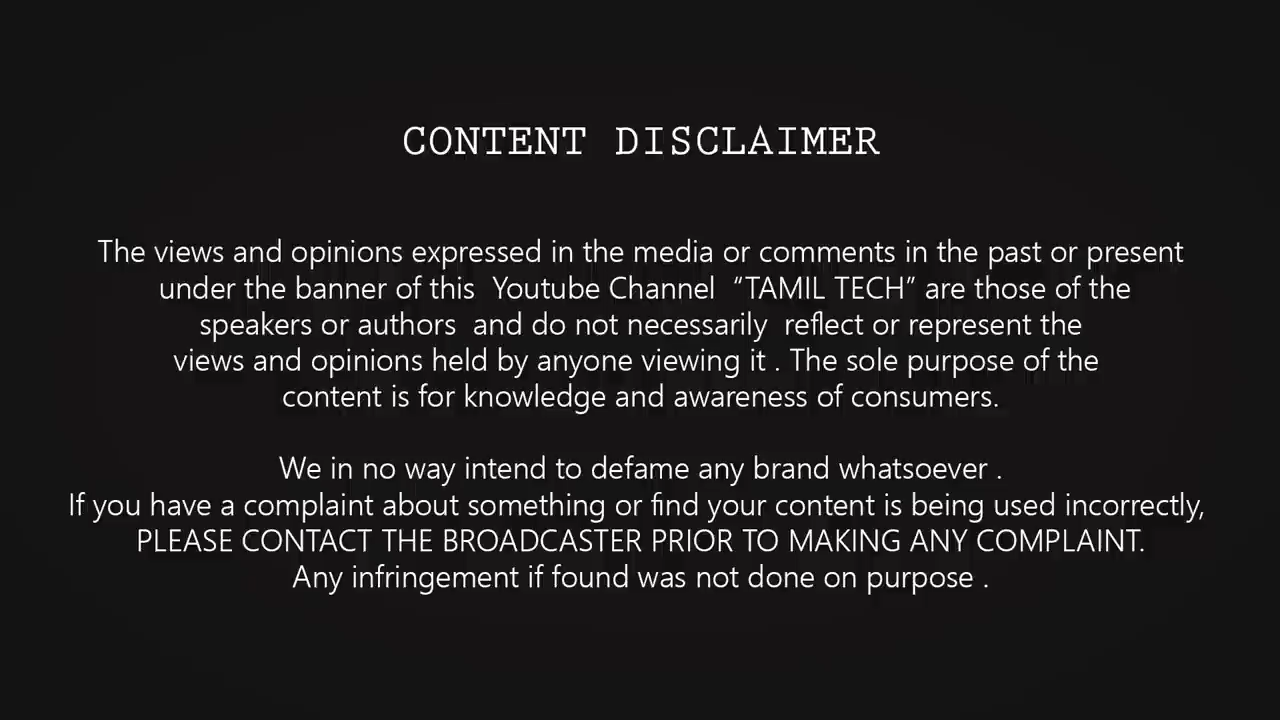 CONTENT DISCLAIMER
The views and opinions expressed in the media or comments in the past or present
under the banner of this  Youtube Channel  “TAMIL TECH” are those of the
speakers or authors  and do not necessarily  reflect or represent the
views and opinions held by anyone viewing it . The sole purpose of the
content is for knowledge and awareness of consumers.
We in no way intend to defame any brand whatsoever .
If you have a complaint about something or find your content is being used incorrectly,
PLEASE CONTACT THE BROADCASTER PRIOR TO MAKING ANY COMPLAINT.
Any infringement if found was not done on purpose .